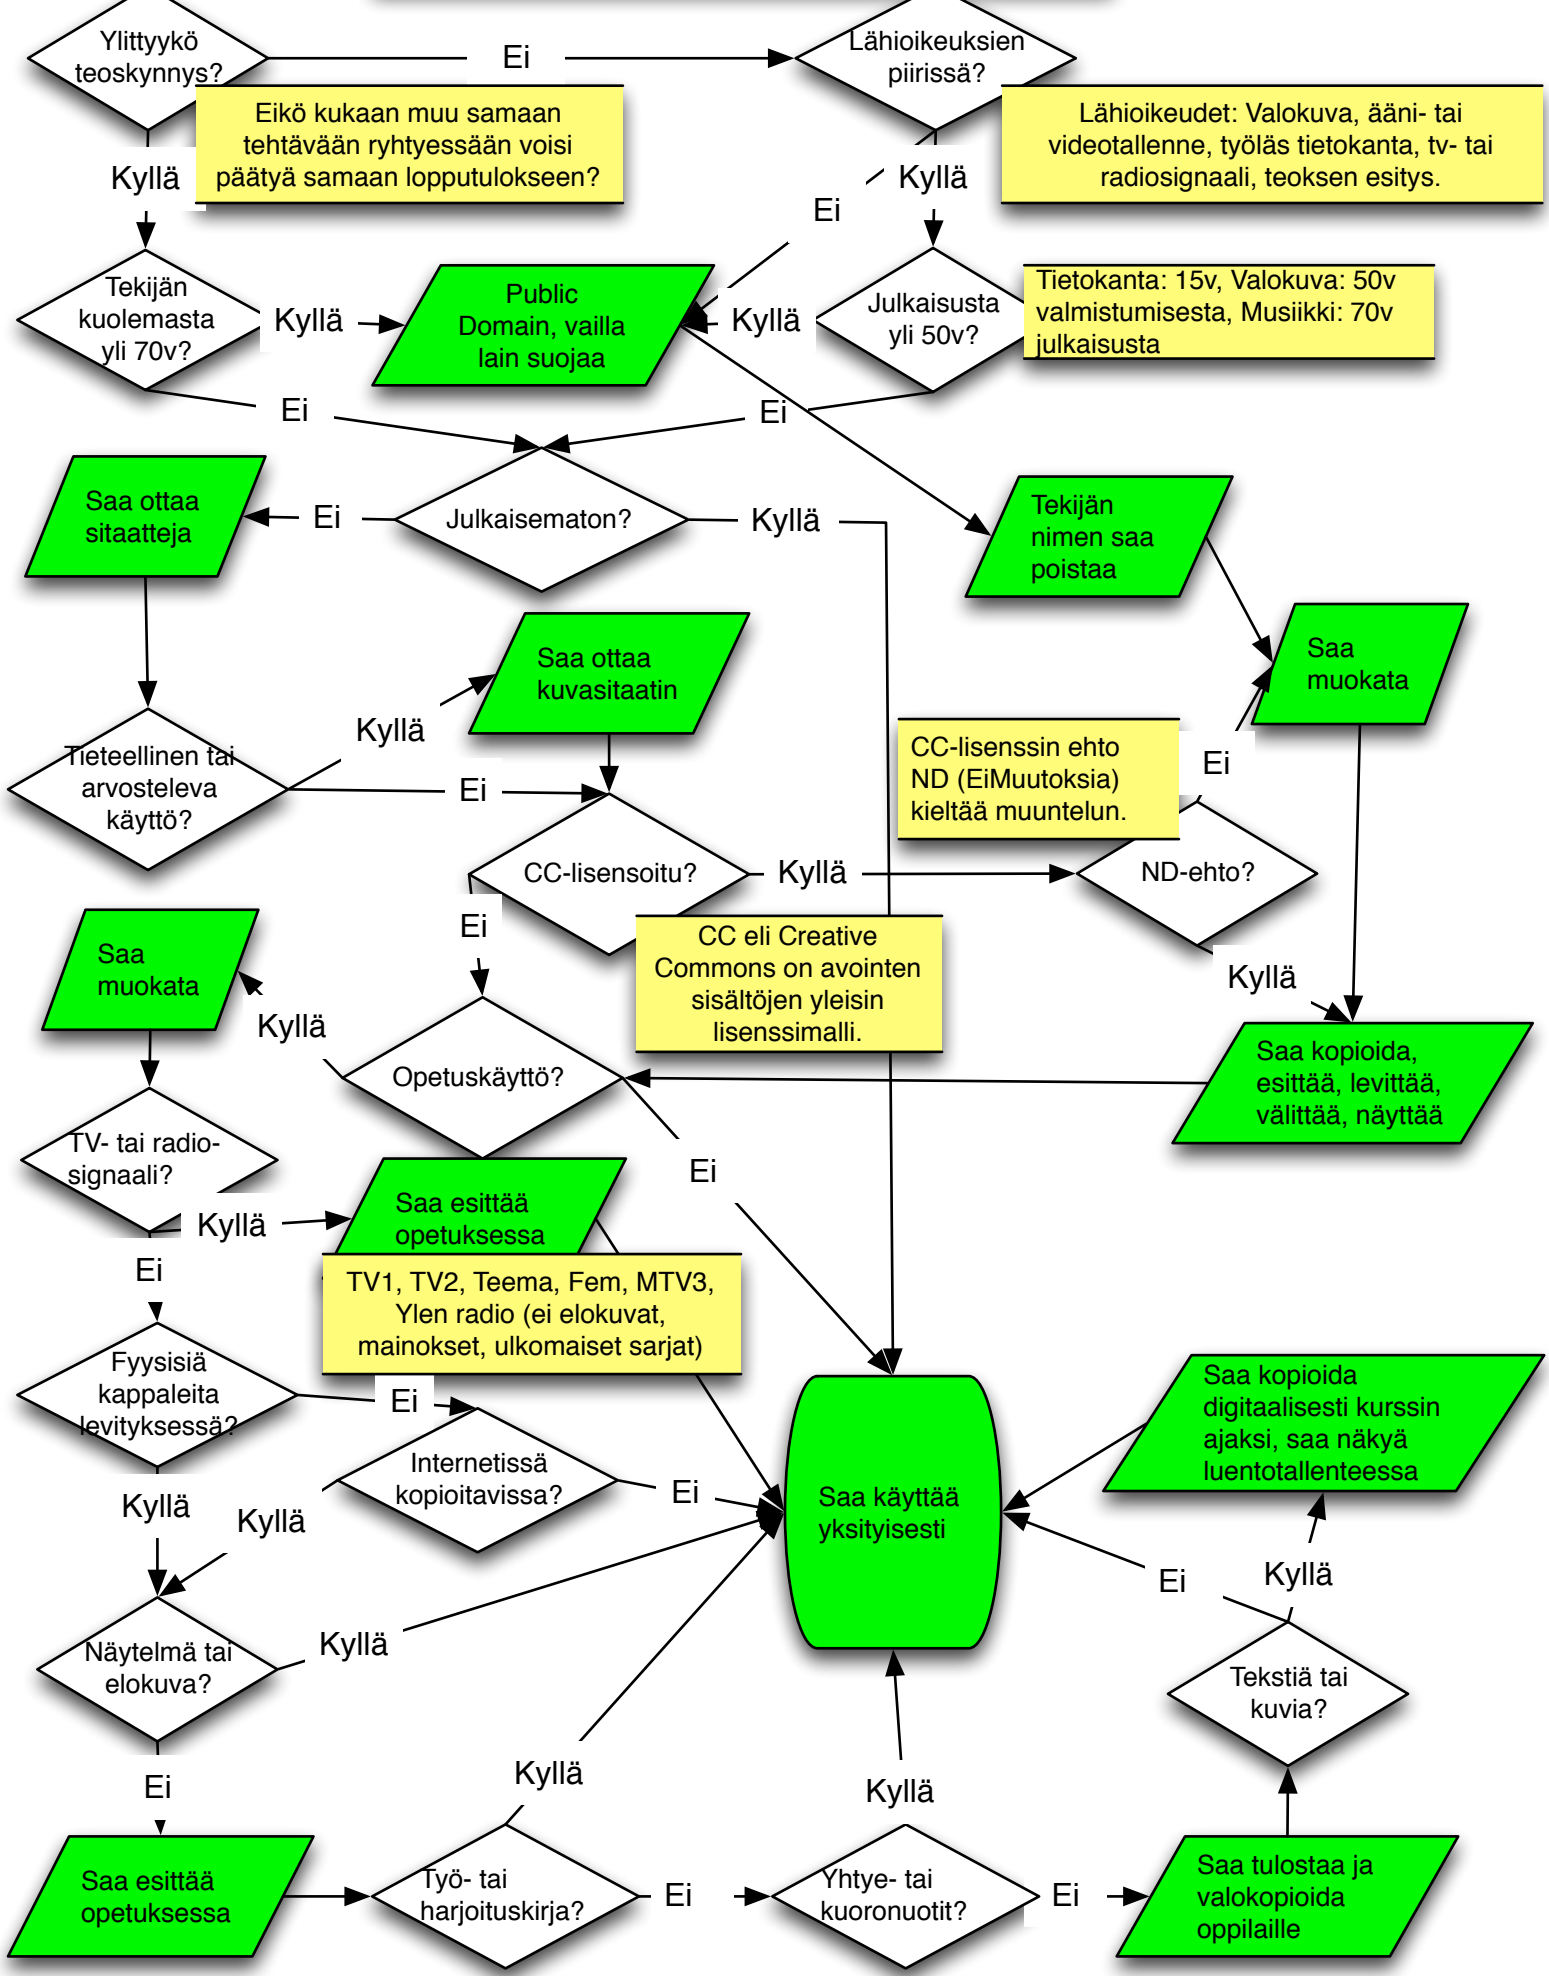 Ylittyykö
teoskynnys?
Ei
Lähioikeuksien
piirissä?
Eikö kukaan muu samaan
tehtävään ryhtyessään voisi
päätyä samaan lopputulokseen?
Lähioikeudet: Valokuva, ääni- tai
videotallenne, työläs tietokanta, tv- tai
radiosignaali, teoksen esitys.
Kyllä
Kyllä
Ei
Tekijän
kuolemasta
yli 70v?
Kyllä
Public
Domain, vailla
lain suojaa
Kyllä
Julkaisusta
yli 50v?
Tietokanta: 15v, Valokuva: 50v
valmistumisesta, Musiikki: 70v
julkaisusta
Ei
Ei
Saa ottaa
sitaatteja
Ei
Julkaisematon?
Kyllä
Tekijän
nimen saa
poistaa
Saa ottaa
kuvasitaatin
Saa
muokata
Kyllä
Tieteellinen tai
arvosteleva
käyttö?
Ei
CC-lisenssin ehto
ND (EiMuutoksia)
kieltää muuntelun.
Ei
CC-lisensoitu?
Kyllä
ND-ehto?
Ei
CC eli Creative
Commons on avointen
sisältöjen yleisin
lisenssimalli.
Saa
muokata
Kyllä
Kyllä
Opetuskäyttö?
Saa kopioida,
esittää, levittää,
välittää, näyttää
TV- tai radio-
signaali?
Ei
Kyllä
Saa esittää
opetuksessa
Ei
TV1, TV2, Teema, Fem, MTV3,
Ylen radio (ei elokuvat,
mainokset, ulkomaiset sarjat)
Fyysisiä
kappaleita
levityksessä?
Ei
Saa kopioida
digitaalisesti kurssin
ajaksi, saa näkyä
luentotallenteessa
Internetissä
kopioitavissa?
Ei
Saa käyttää
yksityisesti
Kyllä
Kyllä
Ei
Kyllä
Näytelmä tai
elokuva?
Kyllä
Tekstiä tai
kuvia?
Ei
Kyllä
Kyllä
Saa esittää
opetuksessa
Työ- tai
harjoituskirja?
Ei
Yhtye- tai
kuoronuotit?
Ei
Saa tulostaa ja
valokopioida
oppilaille